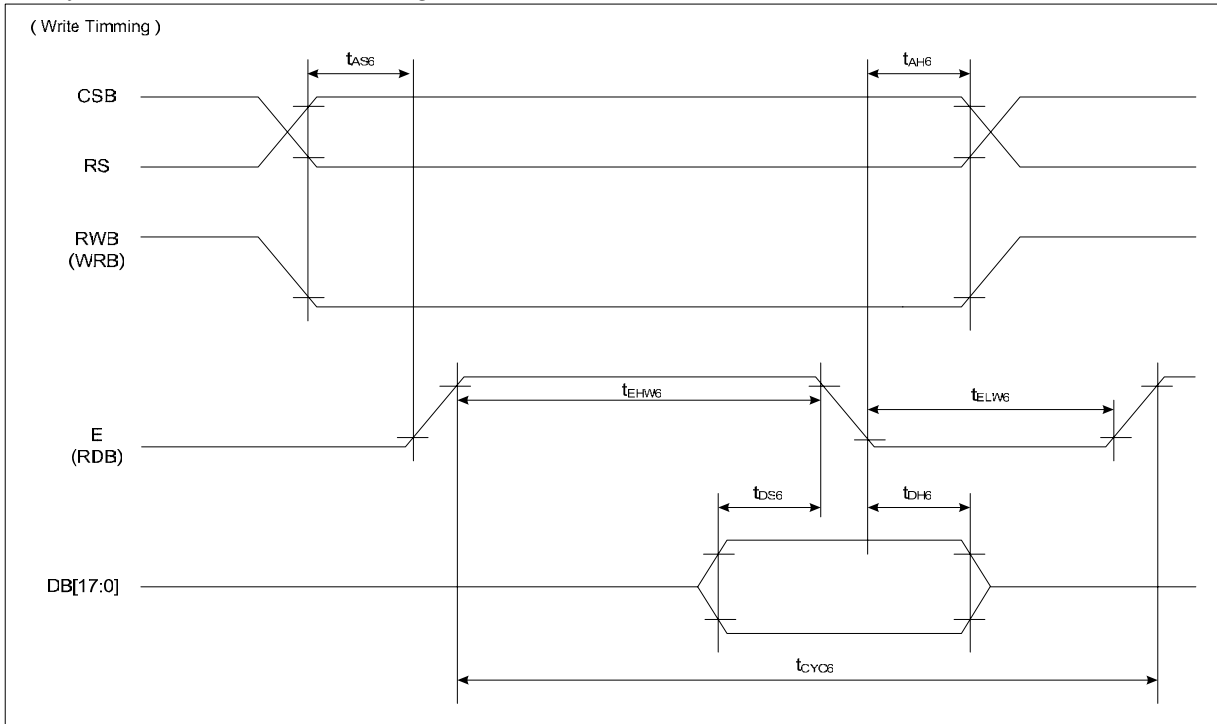 ( Write Timming )
tAS6
tAH6
CSB
RS
RWB
(WRB)
tEHW6
tELW6
E
(RDB)
tDS6
tDH6
DB[17:0]
tCYC6